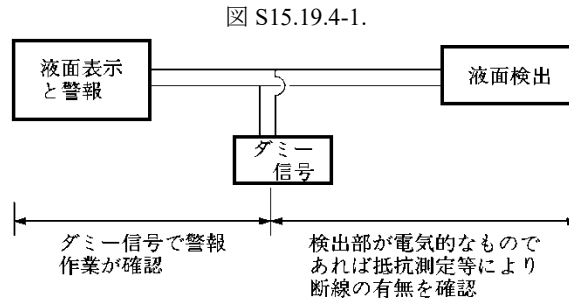 図 S15.19.4-1.
液面表示
と警報
液面検出
ダミー
信号
ダミー信号で警報
作業が確認
検出部が電気的なもので
あれば抵抗測定等により
断線の有無を確認